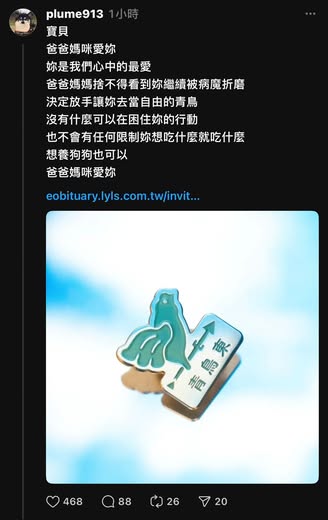 plume913 1小時
寶貝
爸爸媽咪愛妳
妳是我們心中的最愛
爸爸媽媽捨不得看到妳繼續被病魔折磨
決定放手讓妳去當自由的青鳥
沒有什麼可以在困住妳的行動
也不會有任何限制妳想吃什麼就吃什麼
想養狗狗也可以
爸爸媽咪愛妳
eobituary.lyls.com.tw/invit...
青鳥東
468 88 26 20